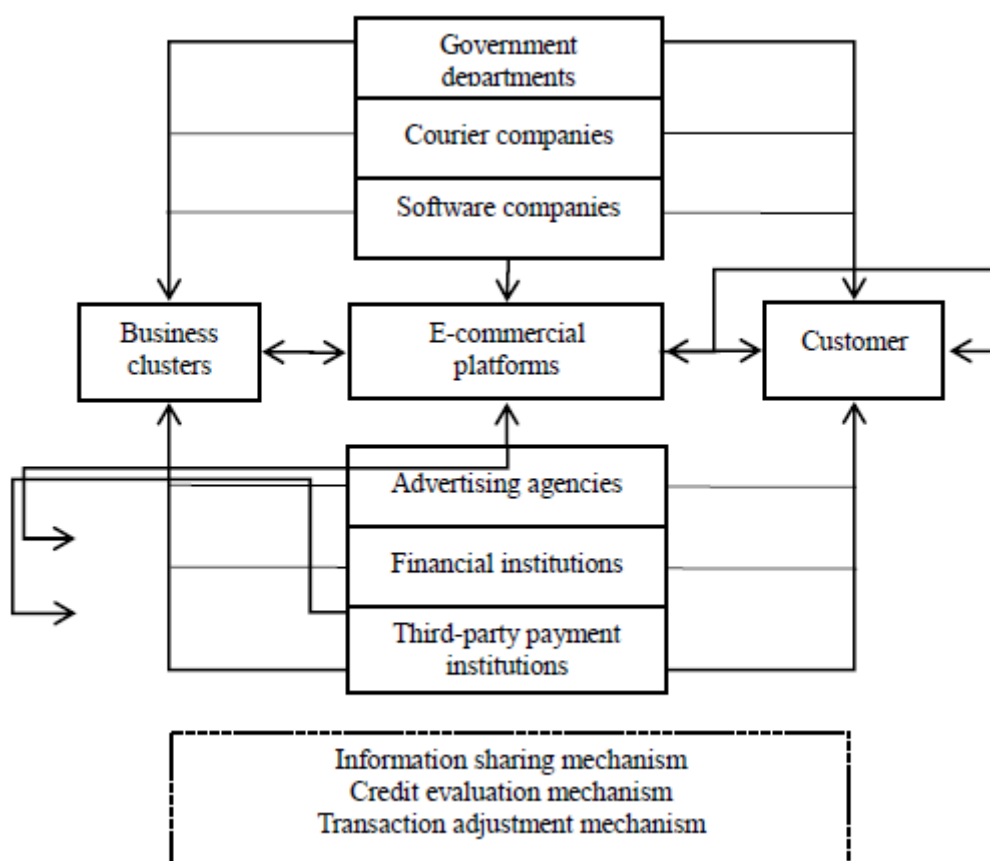 Government
departments
Courier companies
Software companies
Business
clusters
E-commercial
platforms
Customer
Advertising agencies
Financial institutions
Third-party payment
institutions
Information sharing mechanism
Credit evaluation mechanism
Transaction adjustment mechanism